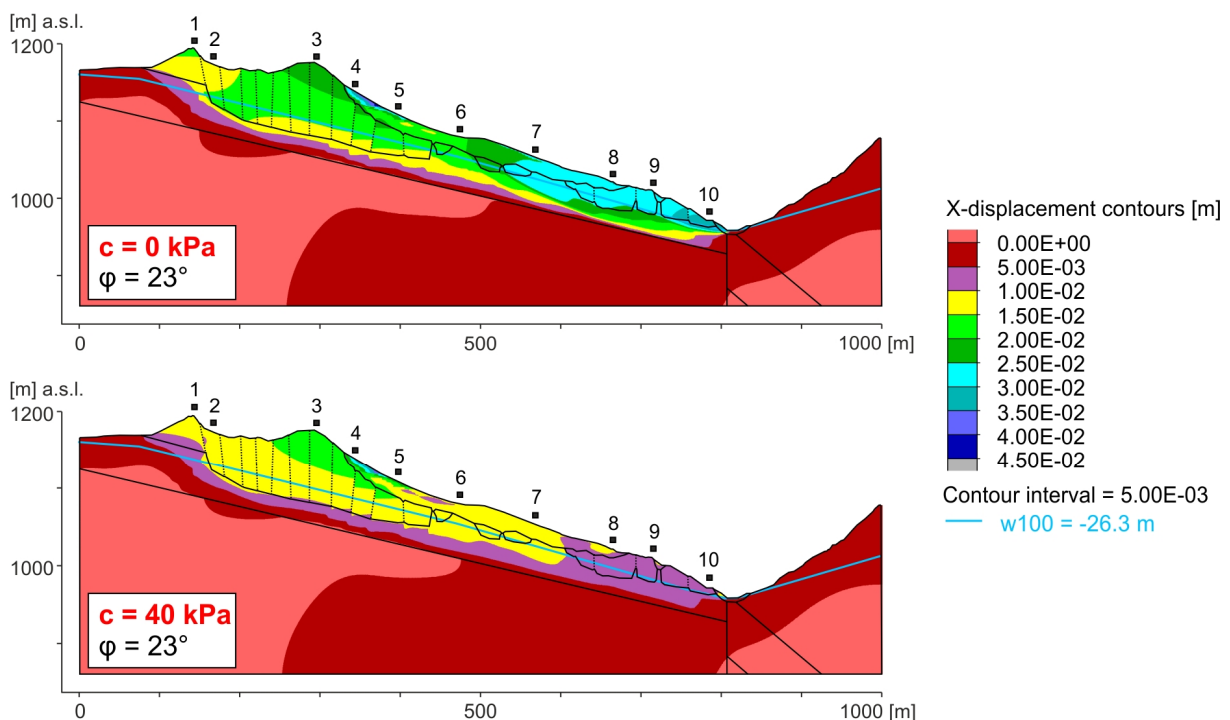 [m] a.s.l.
1200
1000
1 2 3 4 5 6 7 8 9 10
c = 0 kPa
φ = 23°
0 500 1000 [m]
[m] a.s.l.
1200
1000
1 2 3 4 5 6 7 8 9 10
c = 40 kPa
φ = 23°
0 500 1000 [m]
X-displacement contours [m]
0.00E+00
5.00E-03
1.00E-02
1.50E-02
2.00E-02
2.50E-02
3.00E-02
3.50E-02
4.00E-02
4.50E-02
Contour interval = 5.00E-03
w100 = -26.3 m